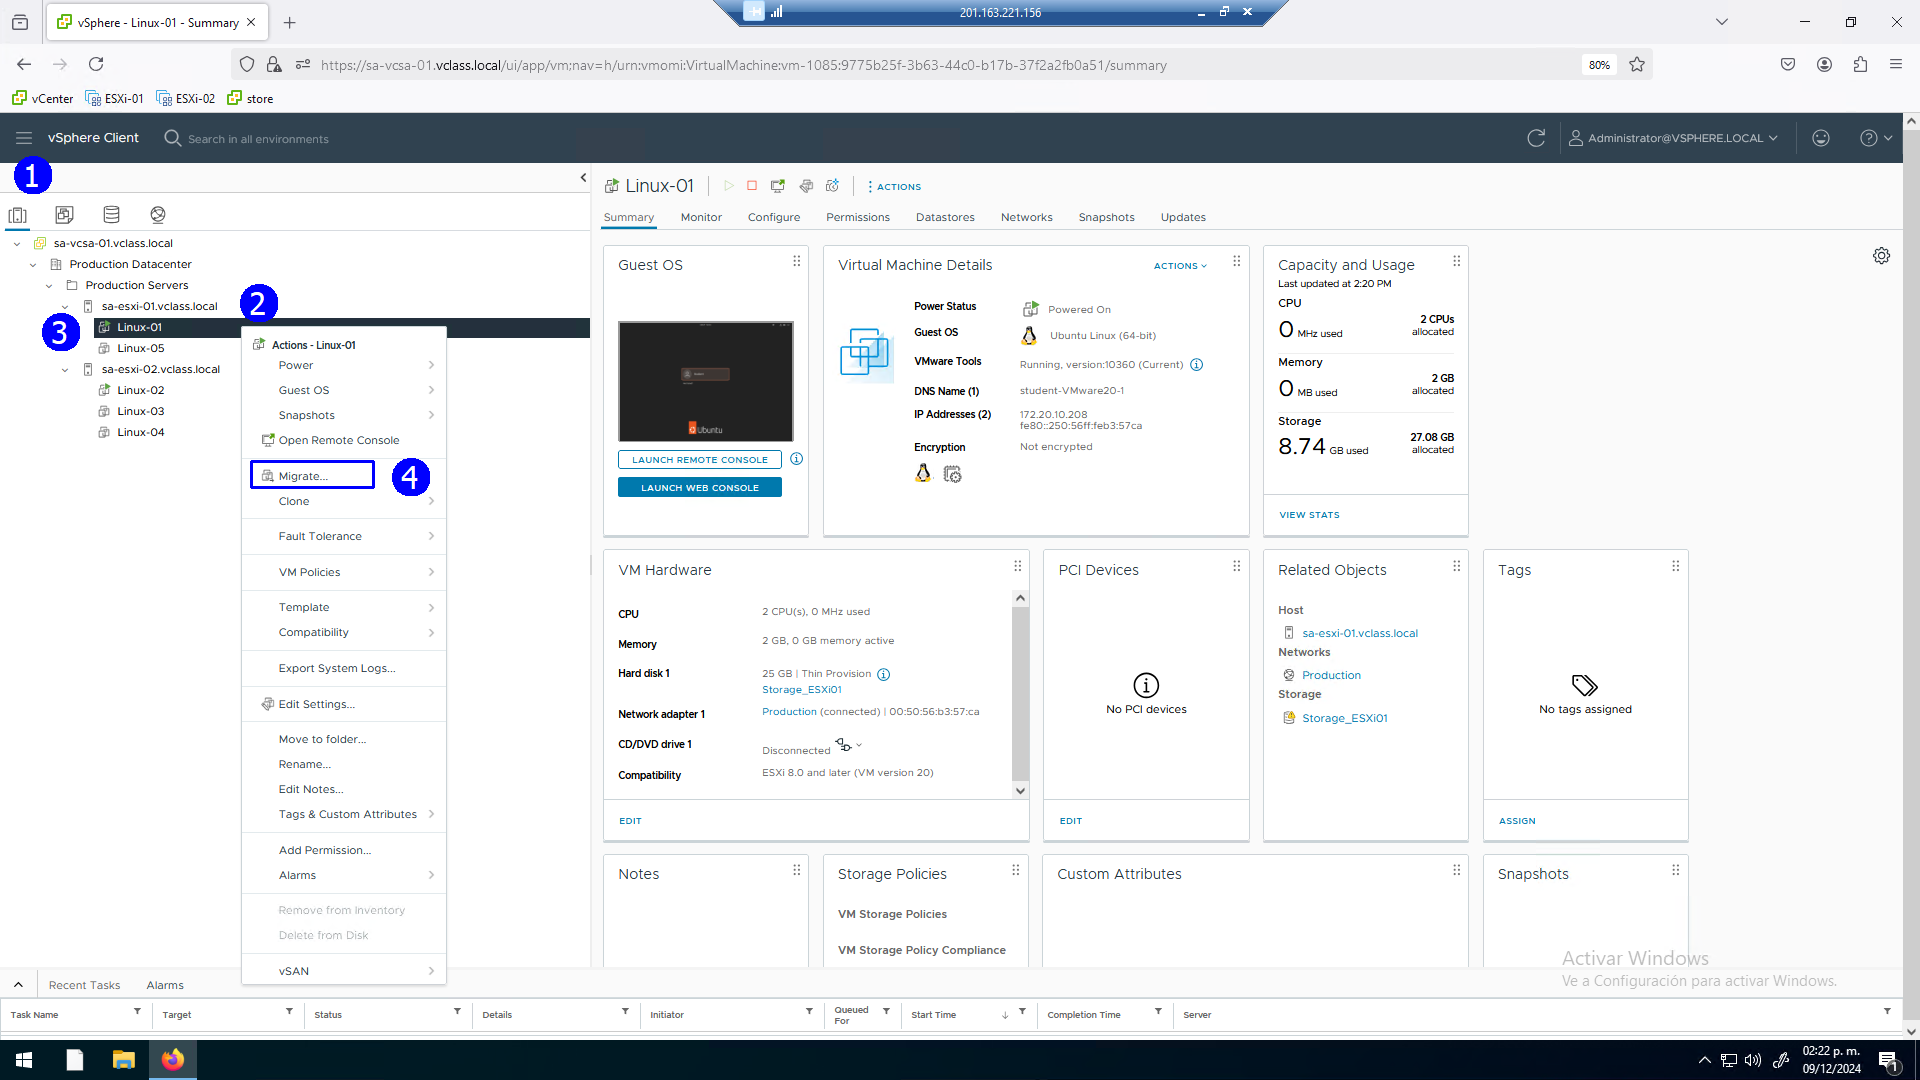 vSphere - Linux-01 - Summary
201.163.221.156
https://sa-vcsa-01.vclass.local/ui/app/vm;nav=h/urn:vmomi:VirtualMachine:vm-1085:9775b25f-3b63-44c0-b17b-37f2a2fb0a51/summary
80%
vCenter
ESXi-01
ESXi-02
store
vSphere Client
Search in all environments
Administrator@VSPHERE.LOCAL
1
sa-vcsa-01.vclass.local
Production Datacenter
Production Servers
sa-esxi-01.vclass.local
2
3
Linux-01
Linux-05
sa-esxi-02.vclass.local
Linux-02
Linux-03
Linux-04
Actions - Linux-01
Power
Guest OS
Snapshots
Open Remote Console
Migrate...
4
Clone
Fault Tolerance
VM Policies
Template
Compatibility
Export System Logs...
Edit Settings...
Move to folder...
Rename...
Edit Notes...
Tags & Custom Attributes
Add Permission...
Alarms
Remove from Inventory
Delete from Disk
vSAN
Linux-01
ACTIONS
Summary
Monitor
Configure
Permissions
Datastores
Networks
Snapshots
Updates
Guest OS
Ubuntu
LAUNCH REMOTE CONSOLE
LAUNCH WEB CONSOLE
Virtual Machine Details
ACTIONS
Power Status
Powered On
Guest OS
Ubuntu Linux (64-bit)
VMware Tools
Running, version:10360 (Current)
DNS Name (1)
student-VMware20-1
IP Addresses (2)
172.20.10.208
fe80::250:56ff:feb3:57ca
Encryption
Not encrypted
Capacity and Usage
Last updated at 2:20 PM
CPU
0 MHz used
2 CPUs
allocated
Memory
0 MB used
2 GB
allocated
Storage
8.74 GB used
27.08 GB
allocated
VIEW STATS
VM Hardware
CPU
2 CPU(s), 0 MHz used
Memory
2 GB, 0 GB memory active
Hard disk 1
25 GB | Thin Provision
Storage_ESXi01
Network adapter 1
Production (connected) | 00:50:56:b3:57:ca
CD/DVD drive 1
Disconnected
Compatibility
ESXi 8.0 and later (VM version 20)
EDIT
PCI Devices
No PCI devices
EDIT
Related Objects
Host
sa-esxi-01.vclass.local
Networks
Production
Storage
Storage_ESXi01
Tags
No tags assigned
ASSIGN
Notes
Storage Policies
VM Storage Policies
VM Storage Policy Compliance
Custom Attributes
Snapshots
Activar Windows
Ve a Configuración para activar Windows.
Recent Tasks
Alarms
Task Name
Target
Status
Details
Initiator
Queued
For
Start Time
Completion Time
Server
02:22 p. m.
09/12/2024
1